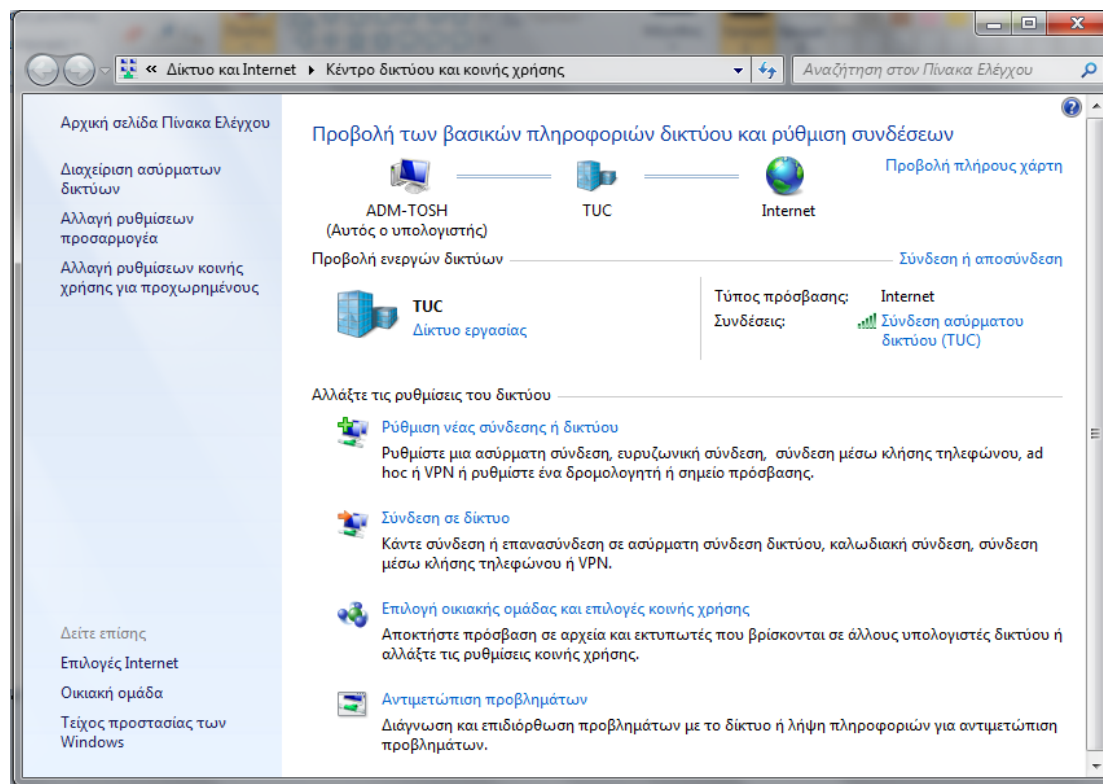 « Δίκτυο και Internet ▸ Κέντρο δικτύου και κοινής χρήσης
Αναζήτηση στον Πίνακα Ελέγχου
Αρχική σελίδα Πίνακα Ελέγχου
Διαχείριση ασύρματων
δικτύων
Αλλαγή ρυθμίσεων
προσαρμογέα
Αλλαγή ρυθμίσεων κοινής
χρήσης για προχωρημένους
Δείτε επίσης
Επιλογές Internet
Οικιακή ομάδα
Τείχος προστασίας των
Windows
Προβολή των βασικών πληροφοριών δικτύου και ρύθμιση συνδέσεων
Προβολή πλήρους χάρτη
ADM-TOSH
(Αυτός ο υπολογιστής)
TUC
Internet
Προβολή ενεργών δικτύων
Σύνδεση ή αποσύνδεση
TUC
Δίκτυο εργασίας
Τύπος πρόσβασης: Internet
Συνδέσεις: Σύνδεση ασύρματου
δικτύου (TUC)
Αλλάξτε τις ρυθμίσεις του δικτύου
Ρύθμιση νέας σύνδεσης ή δικτύου
Ρυθμίστε μια ασύρματη σύνδεση, ευρυζωνική σύνδεση, σύνδεση μέσω κλήσης τηλεφώνου, ad
hoc ή VPN ή ρυθμίστε ένα δρομολογητή ή σημείο πρόσβασης.
Σύνδεση σε δίκτυο
Κάντε σύνδεση ή επανασύνδεση σε ασύρματη σύνδεση δικτύου, καλωδιακή σύνδεση, σύνδεση
μέσω κλήσης τηλεφώνου ή VPN.
Επιλογή οικιακής ομάδας και επιλογές κοινής χρήσης
Αποκτήστε πρόσβαση σε αρχεία και εκτυπωτές που βρίσκονται σε άλλους υπολογιστές δικτύου ή
αλλάξτε τις ρυθμίσεις κοινής χρήσης.
Αντιμετώπιση προβλημάτων
Διάγνωση και επιδιόρθωση προβλημάτων με το δίκτυο ή λήψη πληροφοριών για αντιμετώπιση
προβλημάτων.